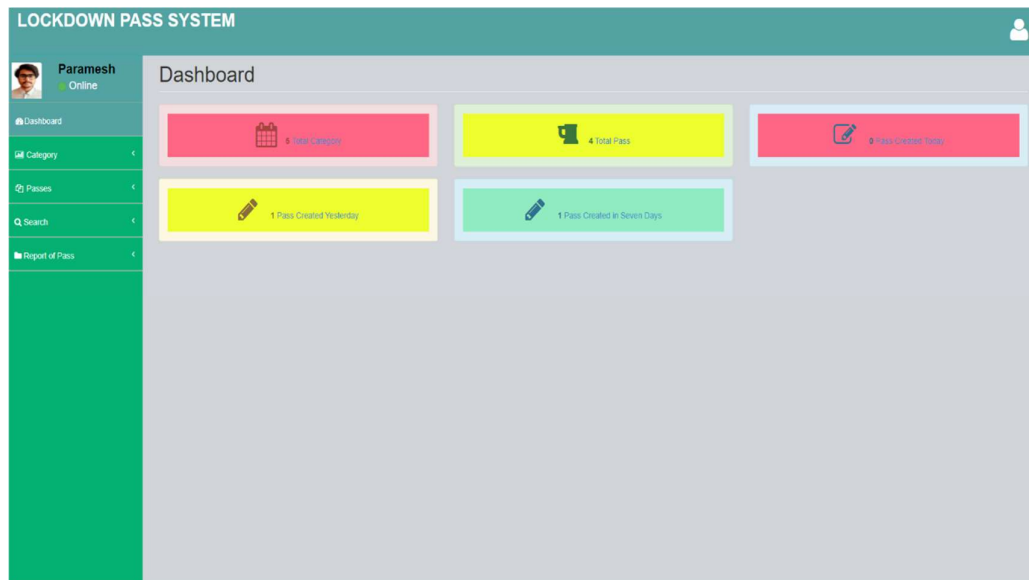 LOCKDOWN PASS SYSTEM
Paramesh
Online
Dashboard
Category
Passes
Search
Report of Pass
Dashboard
5 Total Category
4 Total Pass
0 Pass Created Today
1 Pass Created Yesterday
1 Pass Created in Seven Days